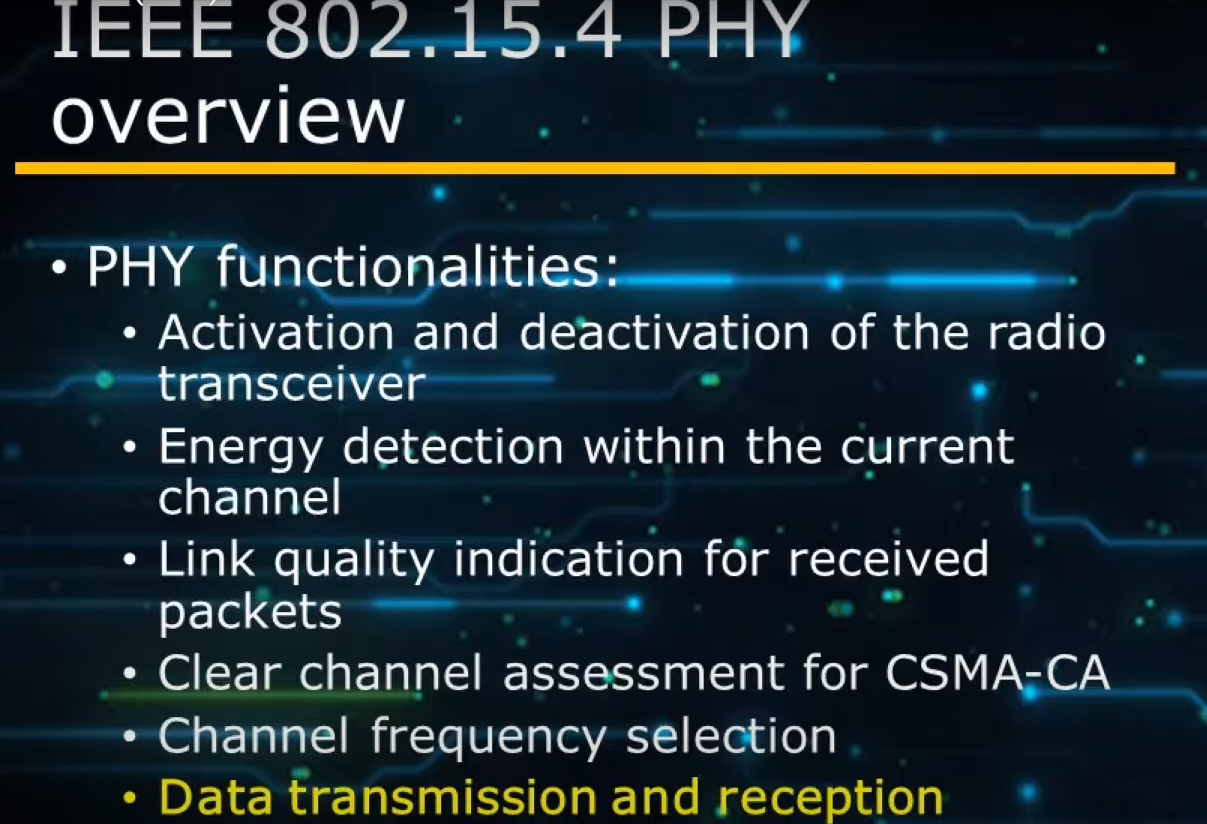 IEEE 802.15.4 PHY
overview
• PHY functionalities:
• Activation and deactivation of the radio
transceiver
• Energy detection within the current
channel
• Link quality indication for received
packets
• Clear channel assessment for CSMA-CA
• Channel frequency selection
• Data transmission and reception